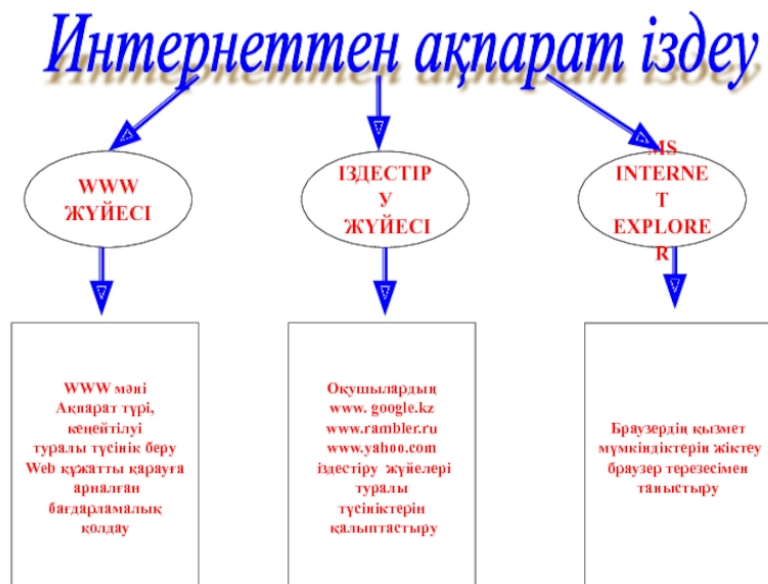 Интернеттен ақпарат іздеу
WWW
ЖҮЙЕСІ
ІЗДЕСТІР
У
ЖҮЙЕСІ
MS
INTERNE
T
EXPLORE
R
WWW мәні
Ақпарат түрі,
кеңейтілуі
туралы түсінік беру
Web құжатты қарауға
арналған
бағдарламалық
қолдау
Оқушылардың
www. google.kz
www.rambler.ru
www.yahoo.com
іздестіру жүйелері
туралы
түсініктерін
қалыптастыру
Браузердің қызмет
мүмкіндіктерін жіктеу
браузер терезесімен
таныстыру